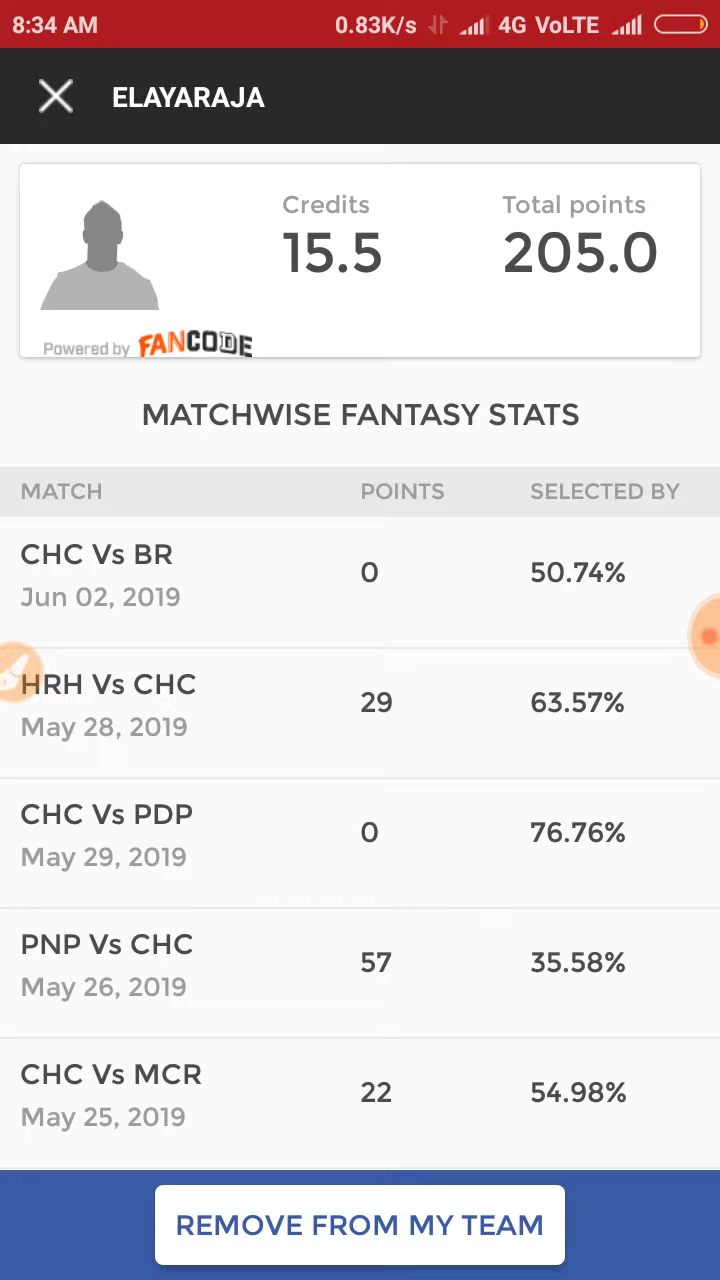 8:34 AM 0.83K/s 4G VoLTE
ELAYARAJA
Credits Total points
15.5 205.0
Powered by FANCODE
MATCHWISE FANTASY STATS
MATCH POINTS SELECTED BY
CHC Vs BR
0 50.74%
Jun 02, 2019
HRH Vs CHC
29 63.57%
May 28, 2019
CHC Vs PDP
0 76.76%
May 29, 2019
PNP Vs CHC
57 35.58%
May 26, 2019
CHC Vs MCR
22 54.98%
May 25, 2019
REMOVE FROM MY TEAM